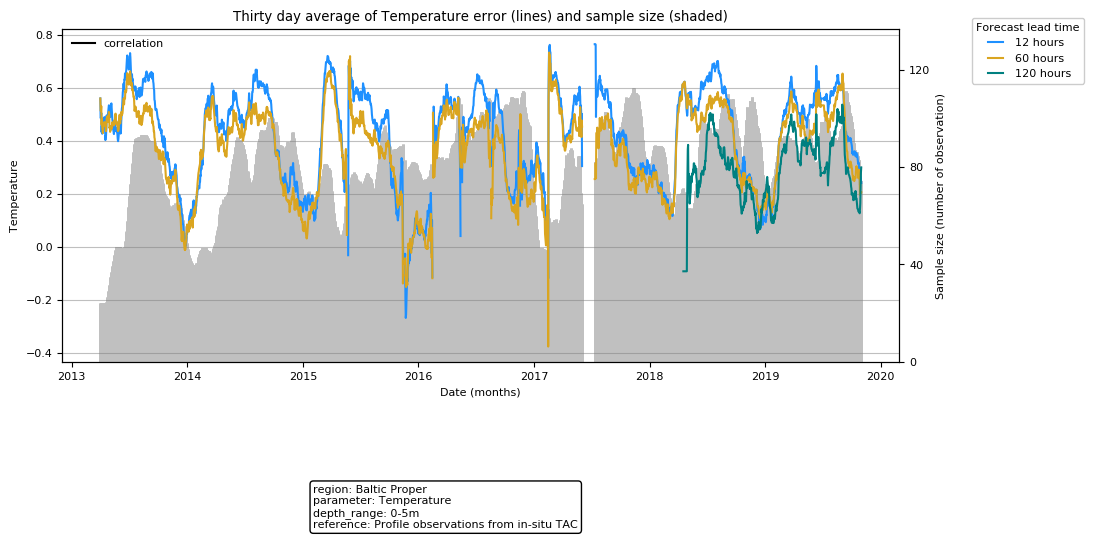 Thirty day average of Temperature error (lines) and sample size (shaded)
Forecast lead time
12 hours
60 hours
120 hours
correlation
0.8
0.6
0.4
0.2
0.0
−0.2
−0.4
Temperature
120
80
40
0
Sample size (number of observation)
2013 2014 2015 2016 2017 2018 2019 2020
Date (months)
region: Baltic Proper
parameter: Temperature
depth_range: 0-5m
reference: Profile observations from in-situ TAC